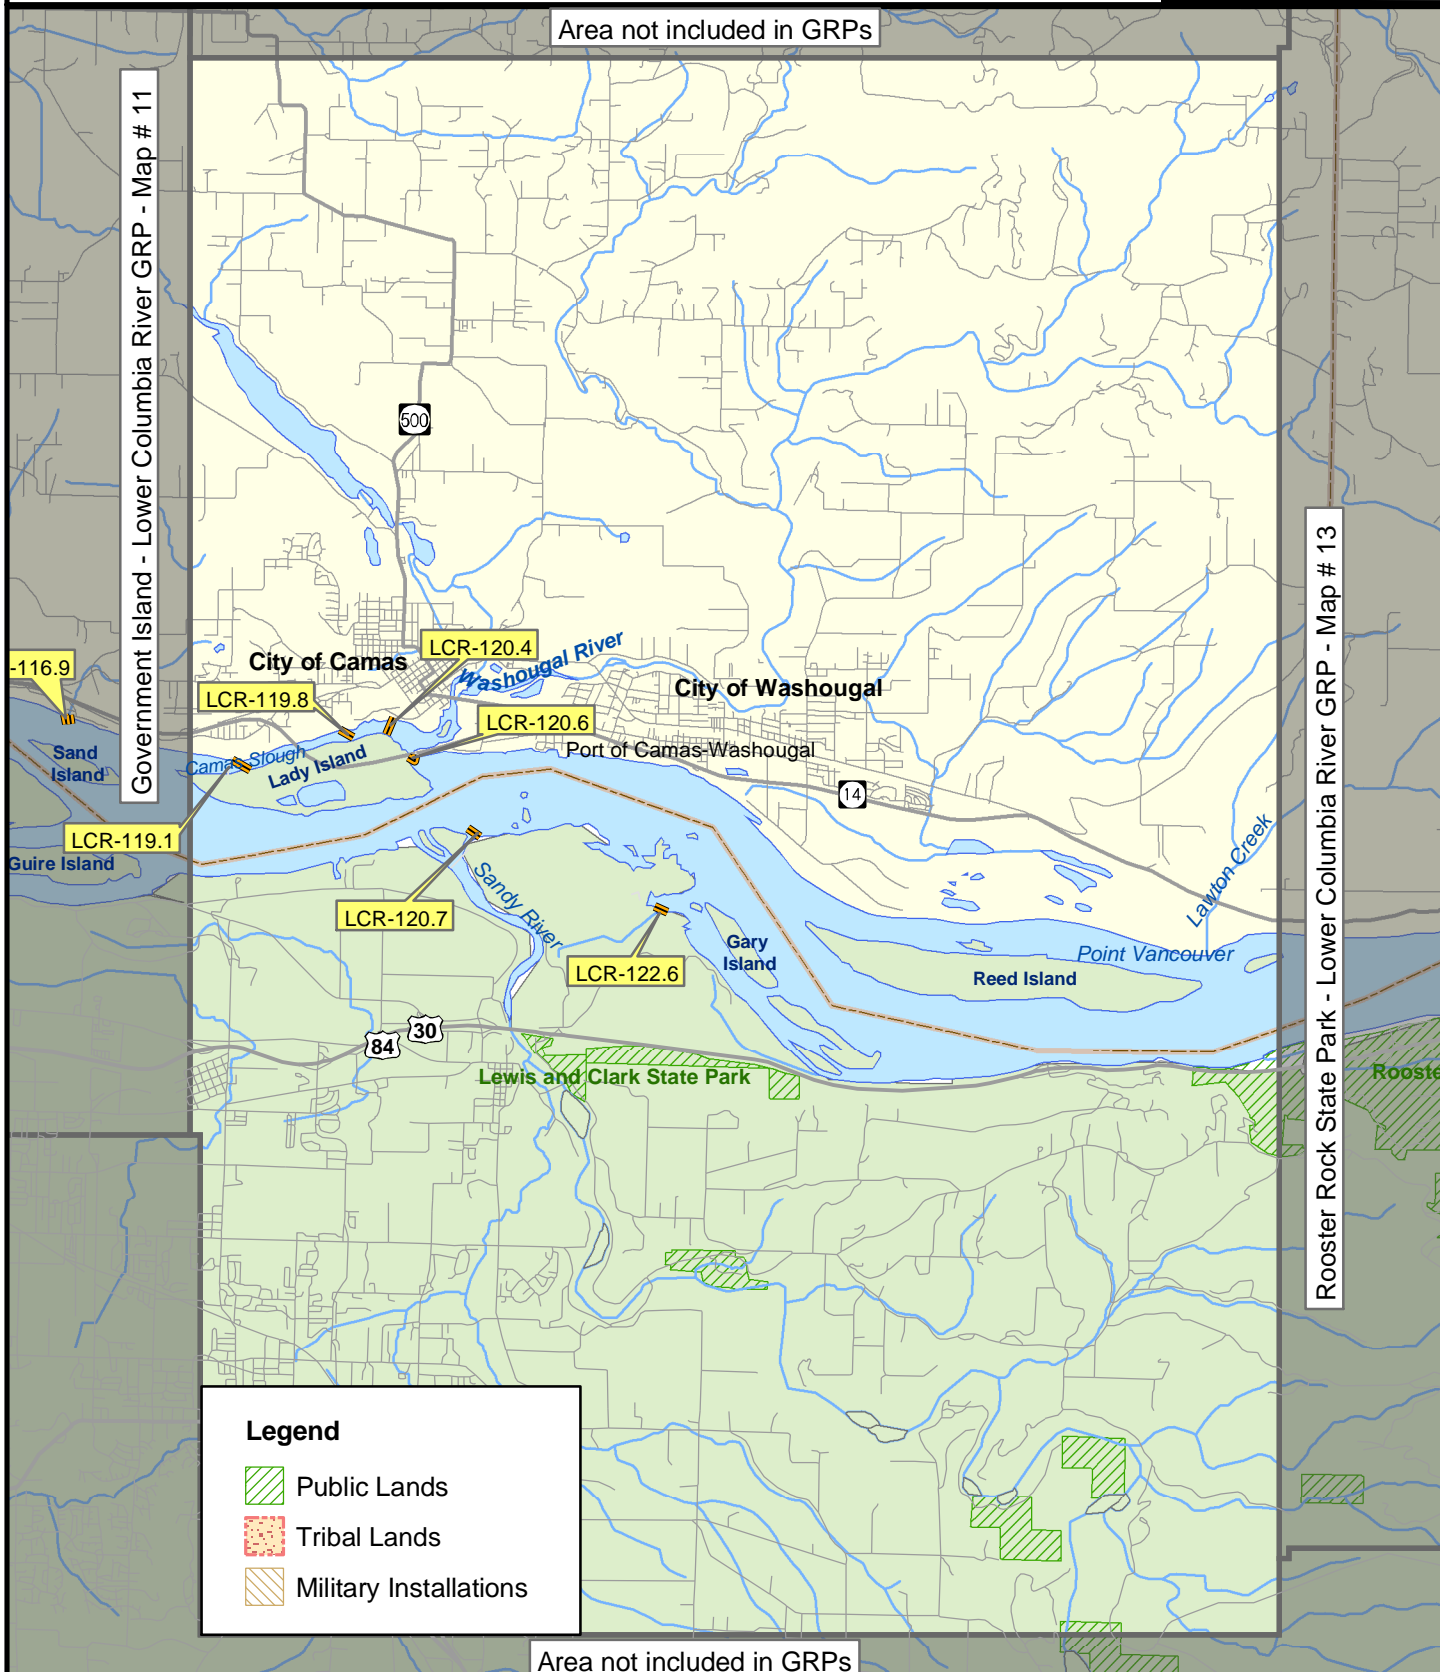 Area not included in GRPs
Government Island - Lower Columbia River GRP - Map # 11
500
LCR-120.4
Washougal River
City of Camas
-116.9
City of Washougal
LCR-119.8
LCR-120.6
Port of Camas-Washougal
Sand
Island
Camas Slough
Lady Island
14
LCR-119.1
Guire Island
Sandy River
Lawton Creek
LCR-120.7
Gary
Island
Point Vancouver
LCR-122.6
Reed Island
30
84
Lewis and Clark State Park
Rooste
Rooster Rock State Park - Lower Columbia River GRP - Map # 13
Legend
Public Lands
Tribal Lands
Military Installations
Area not included in GRPs